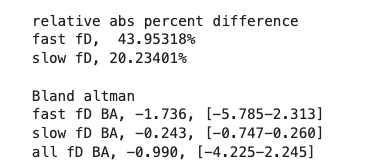 relative abs percent difference
fast fD,  43.95318%
slow fD, 20.23401%

Bland altman
fast fD BA, −1.736, [−5.785−2.313]
slow fD BA, −0.243, [−0.747−0.260]
all fD BA, −0.990, [−4.225−2.245]